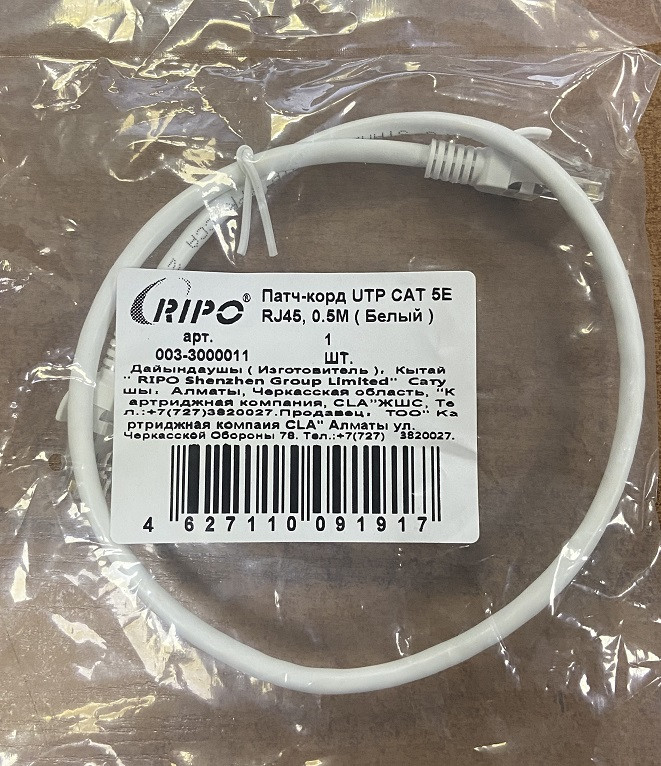 RIPO®
Патч-корд UTP CAT 5E
RJ45, 0.5M ( Белый )
арт. 1
003-3000011 ШТ.
Дайындаушы ( Изготовитель ), Кытай
" RIPO Shenzhen Group Limited" Сату
шы: Алматы, Черкасская область, "К
артриджная компания, CLA"ЖШС, Те
л.:+7(727)3820027.Продавец: ТОО" Ка
ртриджная компаия CLA" Алматы ул.
Черкасской Обороны 78. Тел.:+7(727) 3820027.
4 627110 091917